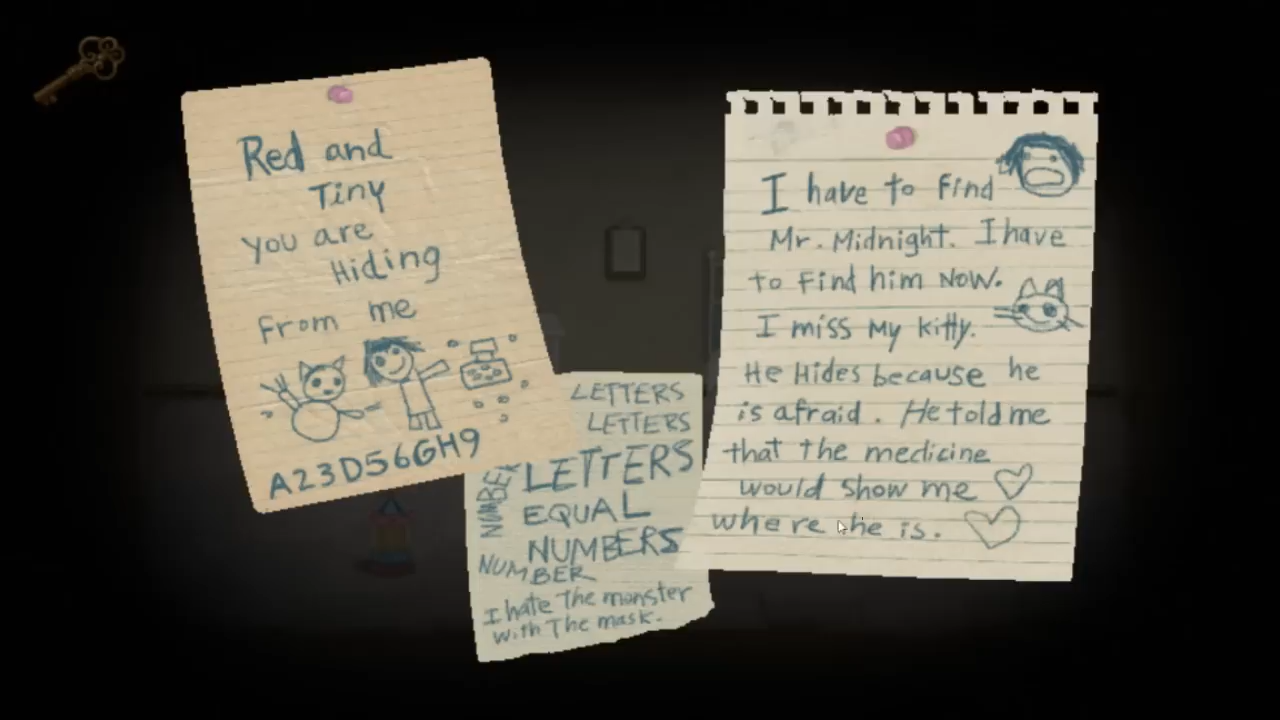 Red and
Tiny
you are
Hiding
from me
A23D56GH9
LETTERS
LETTERS
LETTERS
NUMBER
EQUAL
NUMBERS
NUMBER
I hate The monster
with The mask.
I have to find
Mr. Midnight. I have
to find him NOW.
I miss My kitty.
He Hides because he
is afraid. He told me
that the medicine
would show me
where he is.